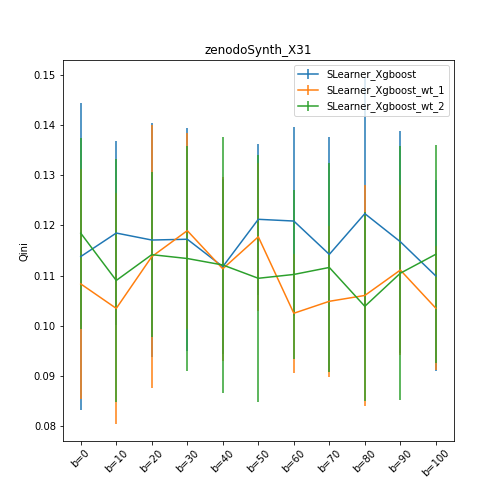 zenodoSynth_X31
SLearner_Xgboost
SLearner_Xgboost_wt_1
SLearner_Xgboost_wt_2
Qini
0.15
0.14
0.13
0.12
0.11
0.10
0.09
0.08
b=0
b=10
b=20
b=30
b=40
b=50
b=60
b=70
b=80
b=90
b=100